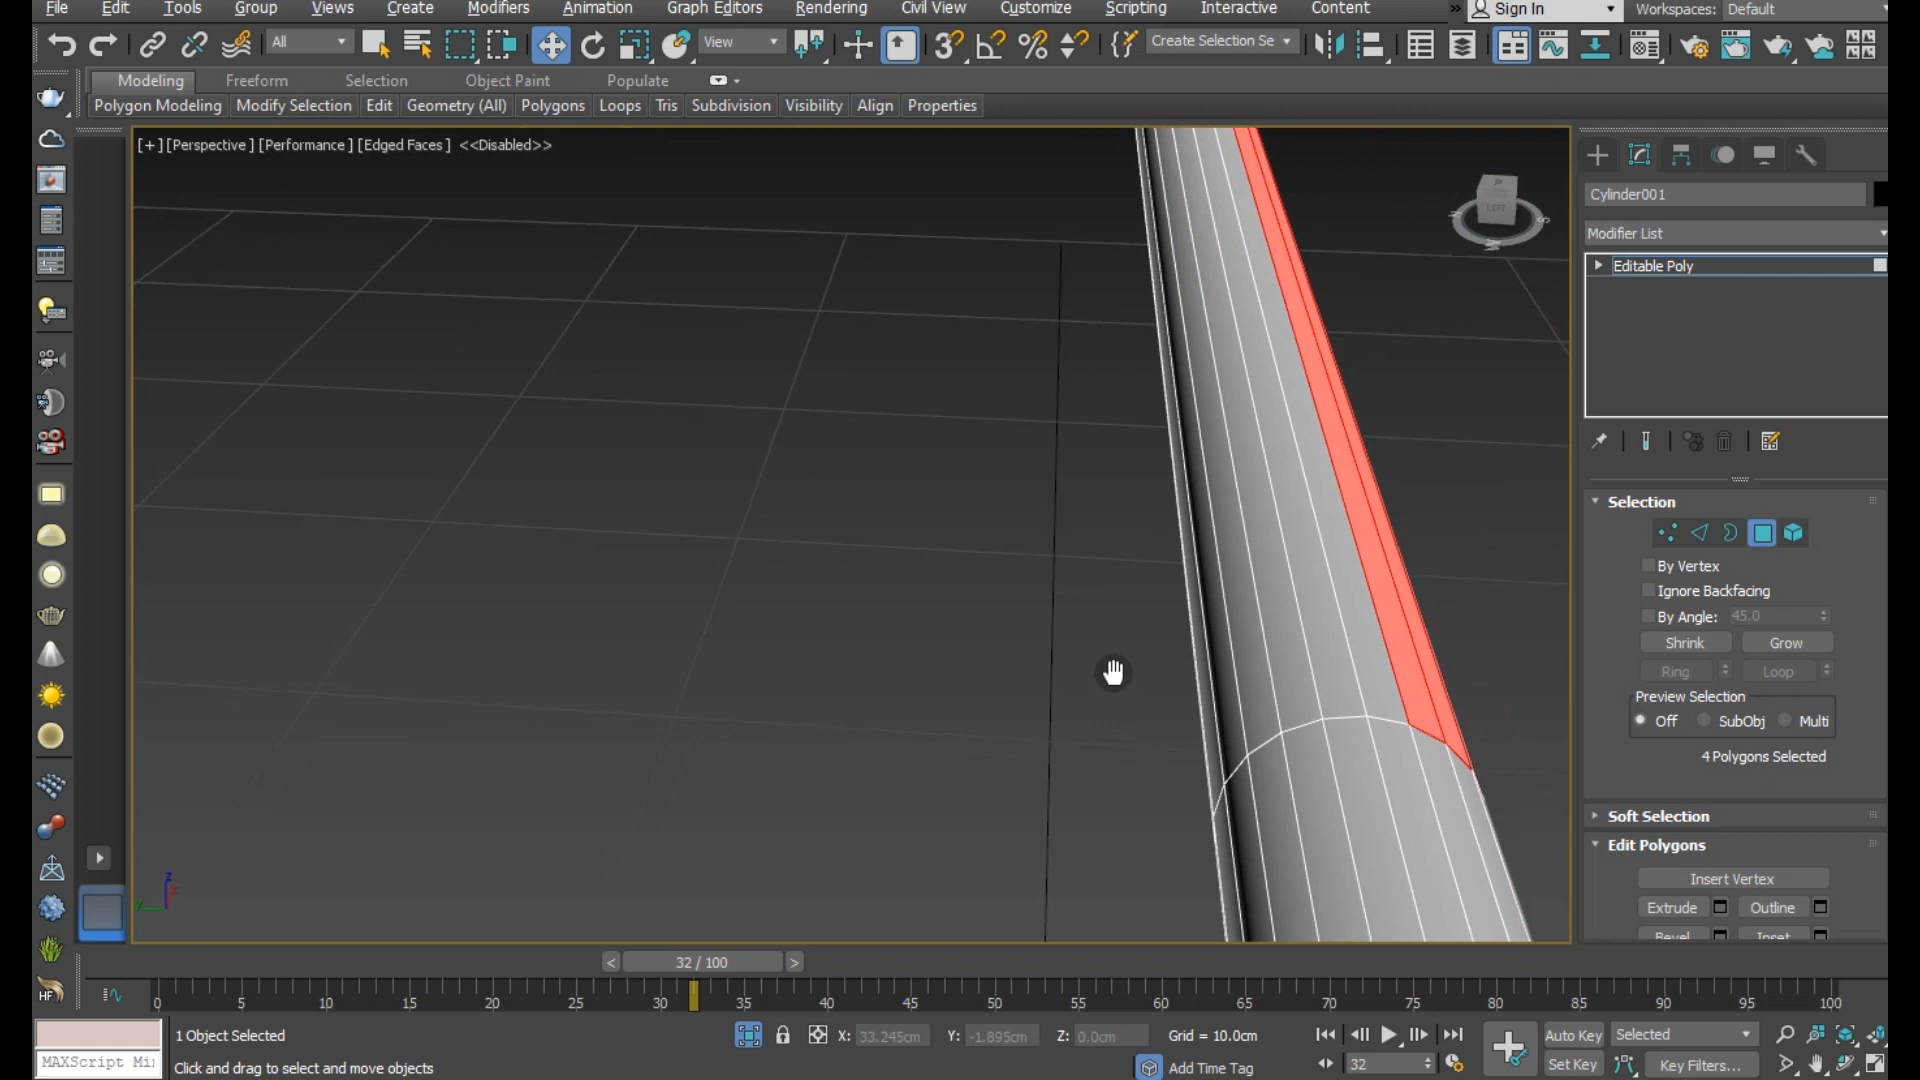 File Edit Tools Group Views Create Modifiers Animation Graph Editors Rendering Civil View Customize Scripting Interactive Content » Sign In Workspaces: Default
All View Create Selection Se
Modeling Freeform Selection Object Paint Populate
Polygon Modeling Modify Selection Edit Geometry (All) Polygons Loops Tris Subdivision Visibility Align Properties
[+][Perspective][Performance][Edged Faces] <<Disabled>>
LEFT
Cylinder001
Modifier List
Editable Poly
Selection
By Vertex
Ignore Backfacing
By Angle: 45.0
Shrink Grow
Ring Loop
Preview Selection
Off SubObj Multi
4 Polygons Selected
Soft Selection
Edit Polygons
Insert Vertex
Extrude Outline
Bevel Inset
z
x
y
< 32 / 100 >
0 5 10 15 20 25 30 35 40 45 50 55 60 65 70 75 80 85 90 95 100
HF
1 Object Selected X: 33.245cm Y: -1.895cm Z: 0.0cm Grid = 10.0cm Auto Key Selected
MAXScript Mi Click and drag to select and move objects Add Time Tag 32 Set Key Key Filters...